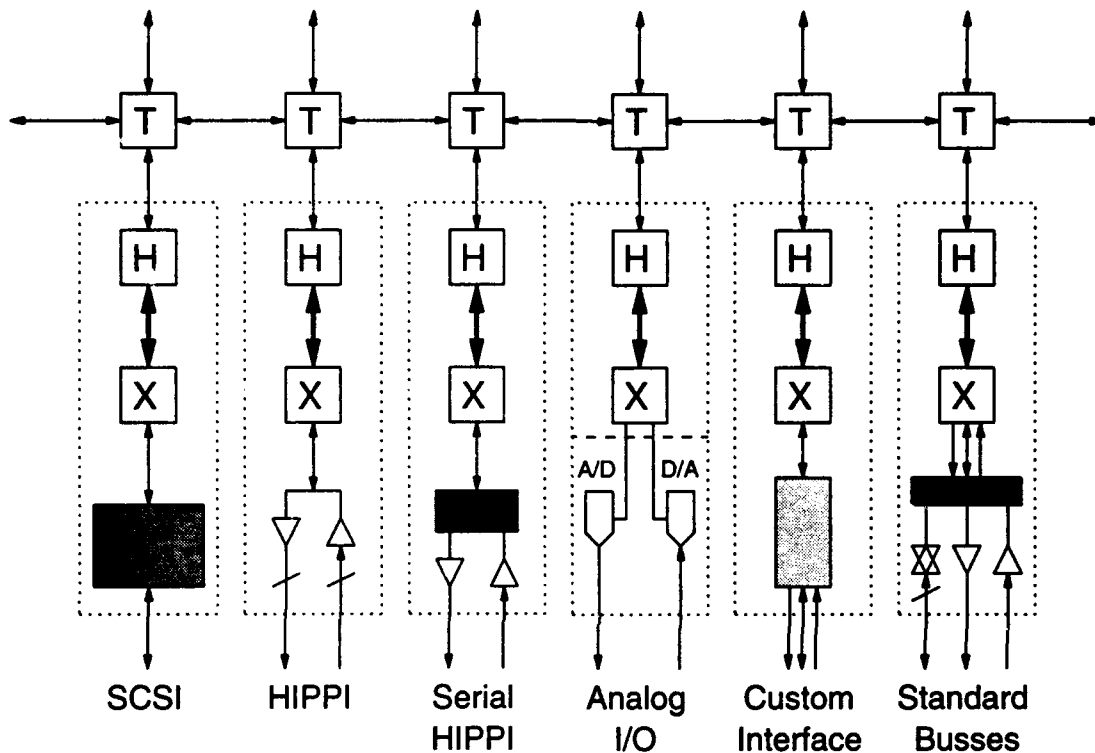 T T T T T T
H H H H H H
X X X X X X
A/D D/A
SCSI HIPPI Serial Analog Custom Standard
HIPPI I/O Interface Busses